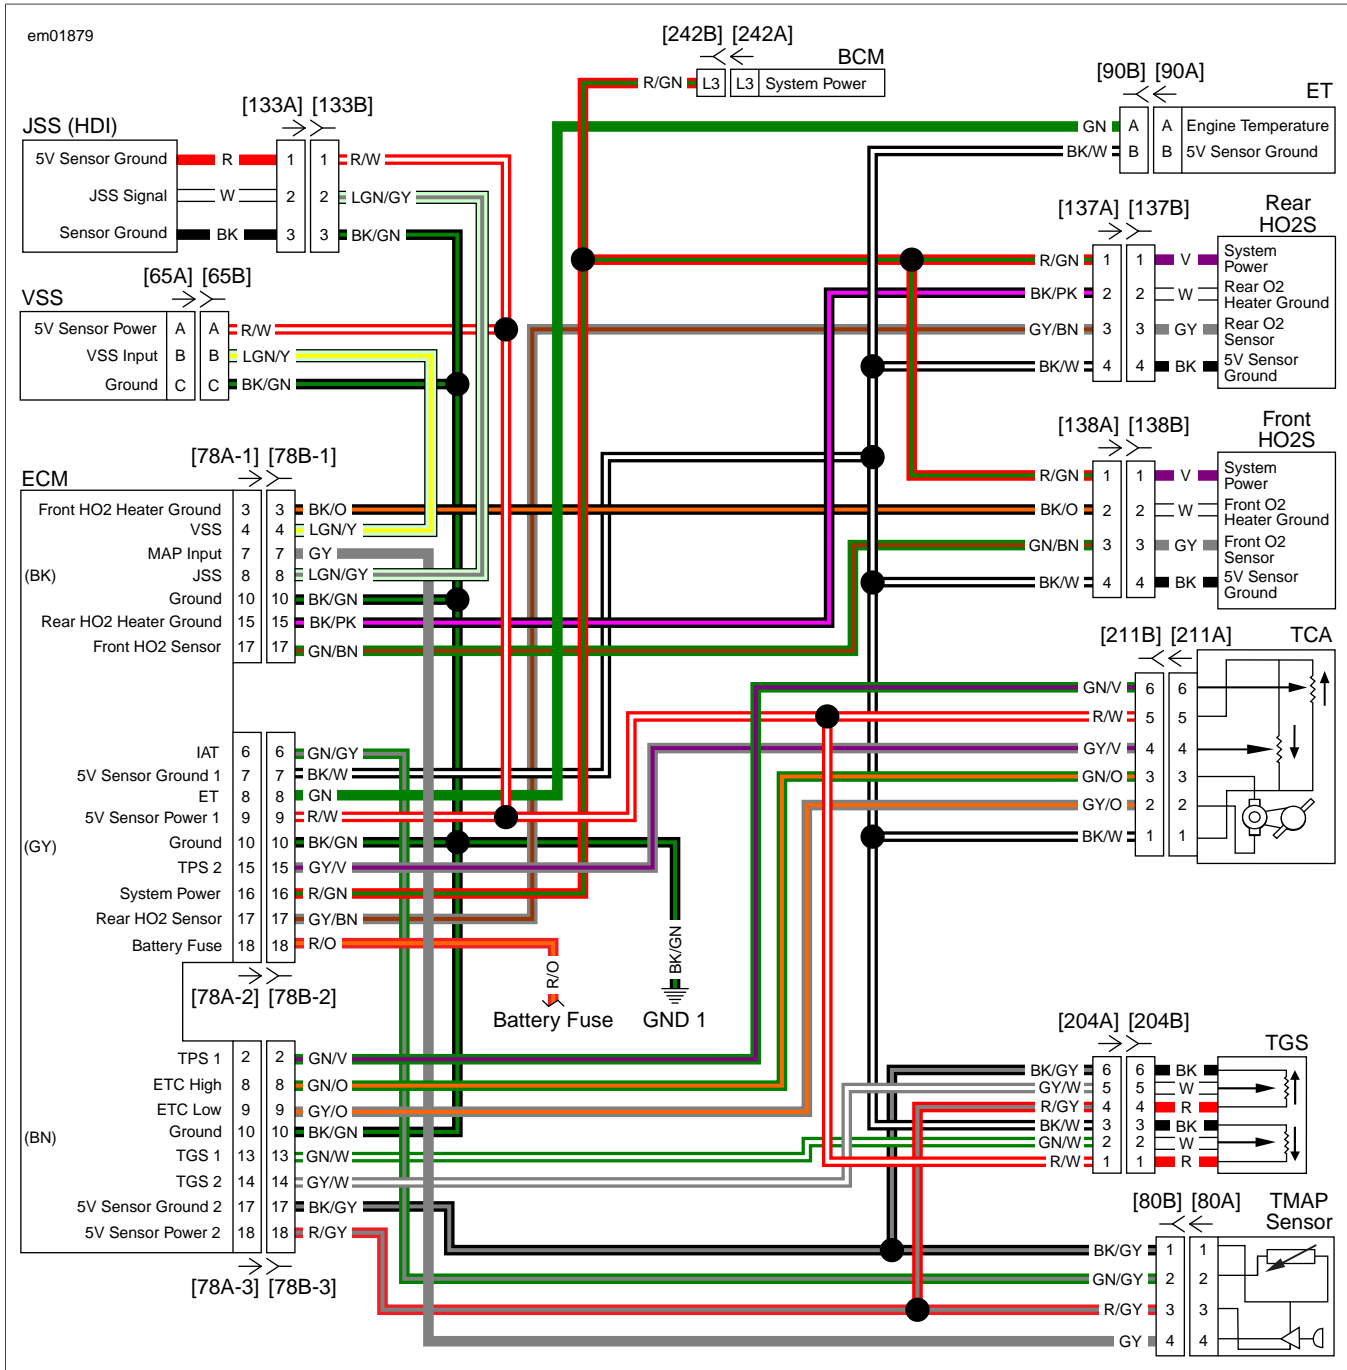 em01879
[242B] [242A]
BCM
R/GN L3 L3 System Power
[90B] [90A]
ET
GN A A Engine Temperature
BK/W B B 5V Sensor Ground
[133A] [133B]
JSS (HDI)
5V Sensor Ground R 1 1 R/W
JSS Signal W 2 2 LGN/GY
Sensor Ground BK 3 3 BK/GN
[65A] [65B]
VSS
5V Sensor Power A A R/W
VSS Input B B LGN/Y
Ground C C BK/GN
[137A] [137B]
Rear
HO2S
R/GN 1 1 V System
Power
BK/PK 2 2 W Rear O2
Heater Ground
GY/BN 3 3 GY Rear O2
Sensor
BK/W 4 4 BK 5V Sensor
Ground
[138A] [138B]
Front
HO2S
R/GN 1 1 V System
Power
BK/O 2 2 W Front O2
Heater Ground
GN/BN 3 3 GY Front O2
Sensor
BK/W 4 4 BK 5V Sensor
Ground
[78A-1] [78B-1]
ECM
Front HO2 Heater Ground 3 3 BK/O
VSS 4 4 LGN/Y
MAP Input 7 7 GY
(BK)
JSS 8 8 LGN/GY
Ground 10 10 BK/GN
Rear HO2 Heater Ground 15 15 BK/PK
Front HO2 Sensor 17 17 GN/BN
[211B] [211A]
TCA
GN/V 6 6
R/W 5 5
GY/V 4 4
GN/O 3 3
GY/O 2 2
BK/W 1 1
IAT 6 6 GN/GY
5V Sensor Ground 1 7 7 BK/W
ET 8 8 GN
5V Sensor Power 1 9 9 R/W
Ground 10 10 BK/GN
(GY)
TPS 2 15 15 GY/V
System Power 16 16 R/GN
Rear HO2 Sensor 17 17 GY/BN
Battery Fuse 18 18 R/O
[78A-2] [78B-2]
R/O
Battery Fuse
BK/GN
GND 1
[204A] [204B]
TGS
BK/GY 6 6 BK
GY/W 5 5 W
R/GY 4 4 R
BK/W 3 3 BK
GN/W 2 2 W
R/W 1 1 R
TPS 1 2 2 GN/V
ETC High 8 8 GN/O
ETC Low 9 9 GY/O
Ground 10 10 BK/GN
(BN)
TGS 1 13 13 GN/W
TGS 2 14 14 GY/W
5V Sensor Ground 2 17 17 BK/GY
5V Sensor Power 2 18 18 R/GY
[78A-3] [78B-3]
[80B] [80A]
TMAP
Sensor
BK/GY 1 1
GN/GY 2 2
R/GY 3 3
GY 4 4